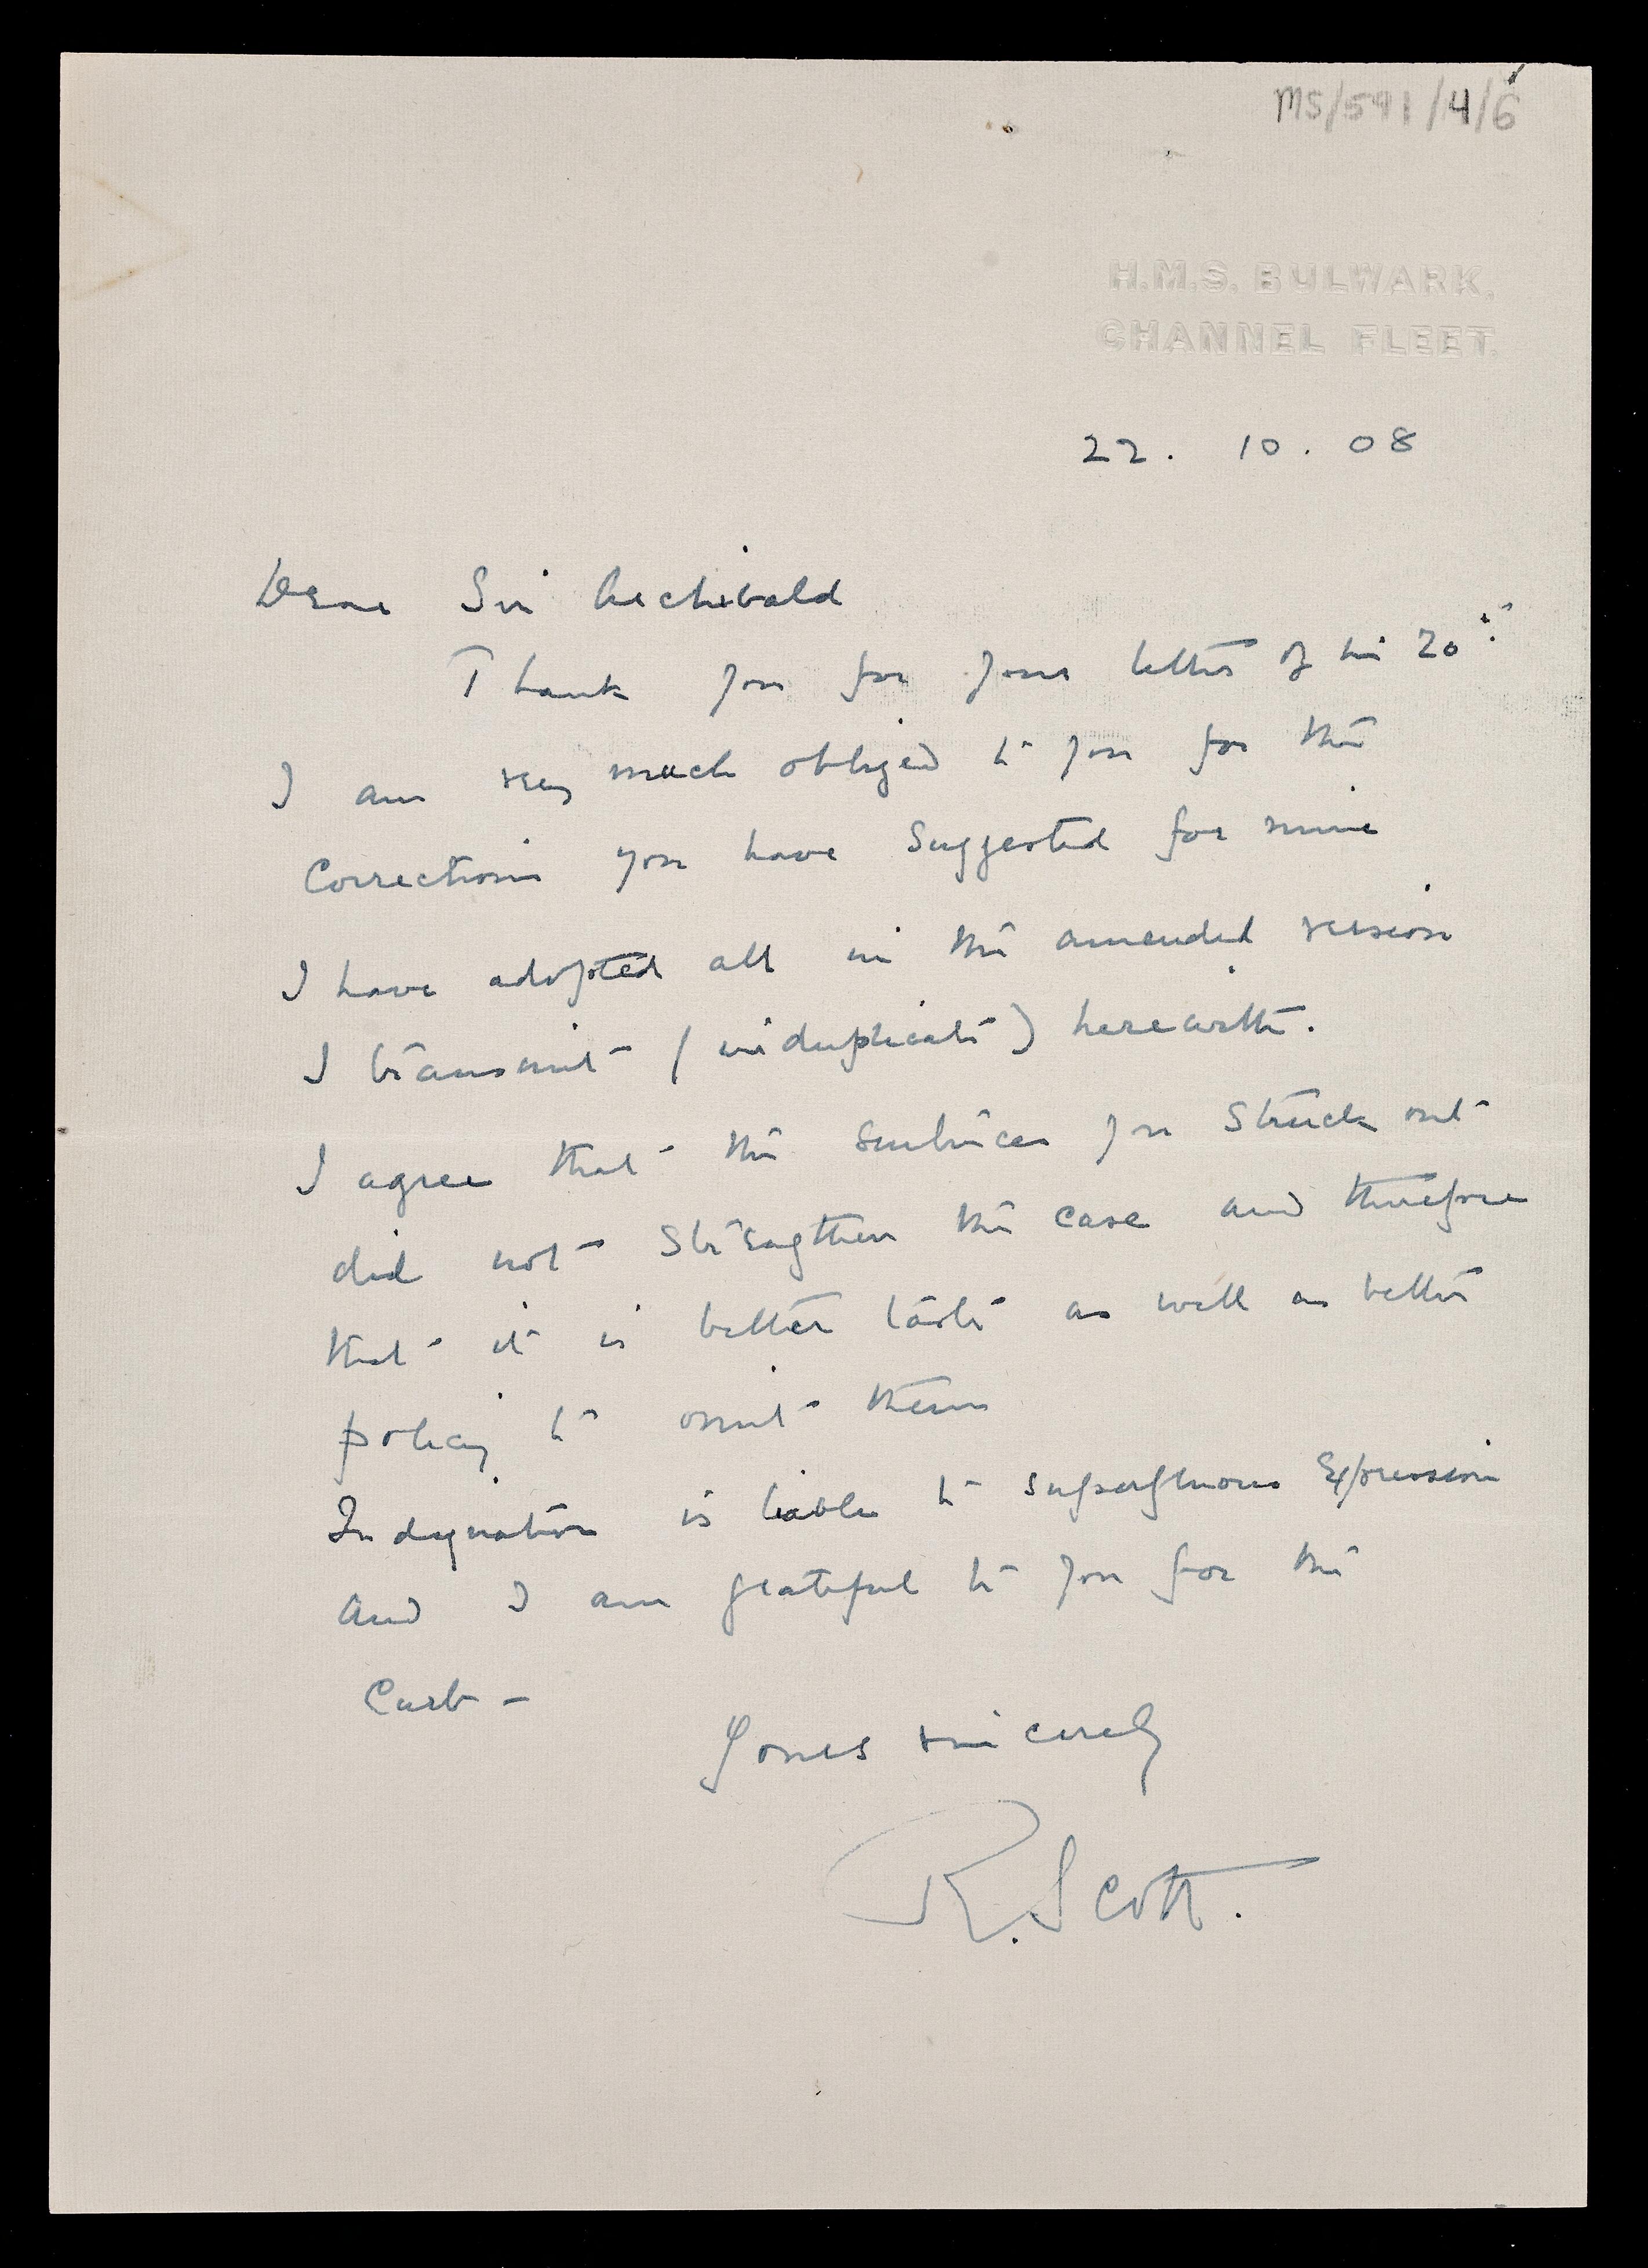 MS/541/4/6
H.M.S. BULWARK,
CHANNEL FLEET.
22. 10. 08
Dear Sir Archibald
Thank you for your letter of the 20th
I am very much obliged to you for the
corrections you have suggested for mine
I have adopted all in the amended version
I transmit (in duplicate) herewith.
I agree that the sentences you struck out
did not strengthen the case and therefore
that it is better taste as well as better
policy to omit them
Indignation is liable to superfluous expression
and I am grateful to you for the
curb -
Yours sincerely
R. Scott.